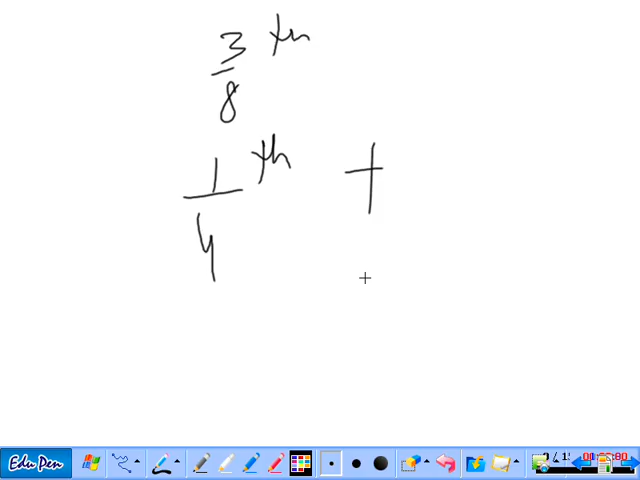 3/8 th
1/4 th +
Edu Pen